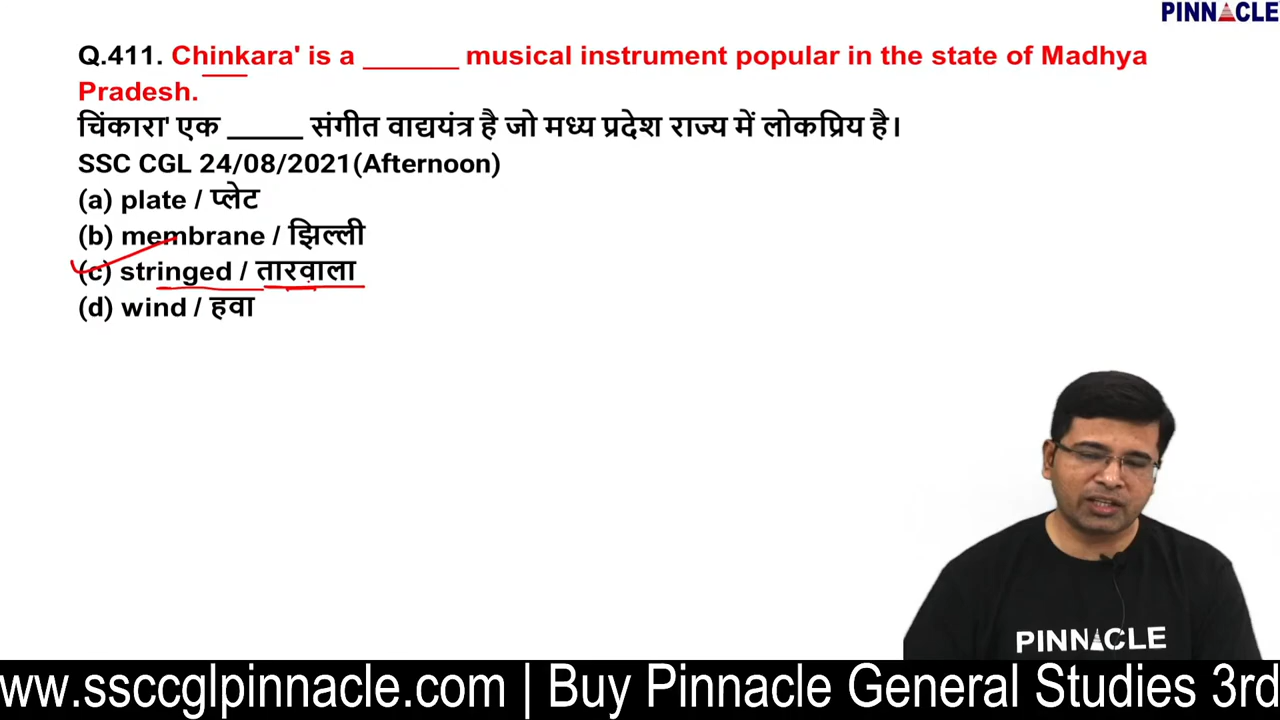 PINNACLE
Q.411. Chinkara' is a _______ musical instrument popular in the state of Madhya
Pradesh.
चिंकारा' एक _____ संगीत वाद्ययंत्र है जो मध्य प्रदेश राज्य में लोकप्रिय है।
SSC CGL 24/08/2021(Afternoon)
(a) plate / प्लेट
(b) membrane / झिल्ली
(c) stringed / तारवाला
(d) wind / हवा
PINNACLE
ww.ssccglpinnacle.com | Buy Pinnacle General Studies 3rd